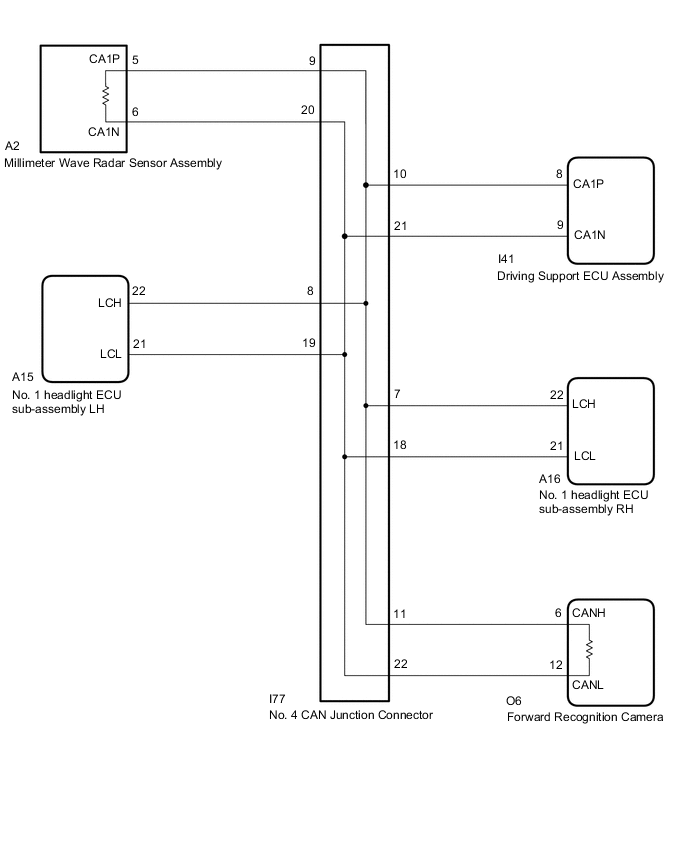 CA1P
5
9
CA1N
6
20
A2
Millimeter Wave Radar Sensor Assembly
10
8
CA1P
21
9
CA1N
I41
Driving Support ECU Assembly
LCH
22
8
LCL
21
19
A15
No. 1 headlight ECU
sub-assembly LH
7
22
LCH
18
21
LCL
A16
No. 1 headlight ECU
sub-assembly RH
11
6
CANH
22
12
CANL
I77
No. 4 CAN Junction Connector
O6
Forward Recognition Camera